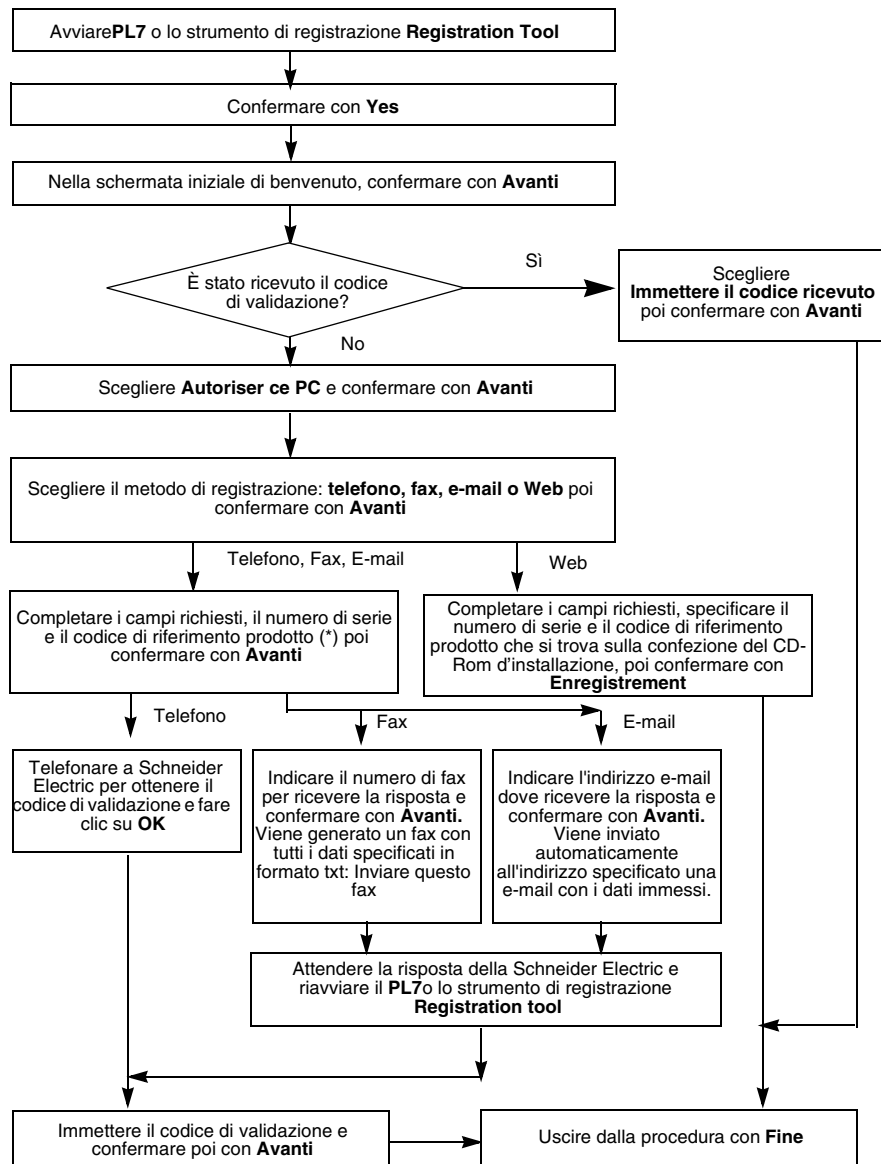 AvviarePL7 o lo strumento di registrazione Registration Tool
Confermare con Yes
Nella schermata iniziale di benvenuto, confermare con Avanti
È stato ricevuto il codice
di validazione?
Sì
Scegliere
Immettere il codice ricevuto
poi confermare con Avanti
No
Scegliere Autoriser ce PC e confermare con Avanti
Scegliere il metodo di registrazione: telefono, fax, e-mail o Web poi
confermare con Avanti
Telefono, Fax, E-mail
Web
Completare i campi richiesti, il numero di serie
e il codice di riferimento prodotto (*) poi
confermare con Avanti
Completare i campi richiesti, specificare il
numero di serie e il codice di riferimento
prodotto che si trova sulla confezione del CD-
Rom d'installazione, poi confermare con
Enregistrement
Telefono
Fax
E-mail
Telefonare a Schneider
Electric per ottenere il
codice di validazione e fare
clic su OK
Indicare il numero di fax
per ricevere la risposta e
confermare con Avanti.
Viene generato un fax con
tutti i dati specificati in
formato txt: Inviare questo
fax
Indicare l'indirizzo e-mail
dove ricevere la risposta e
confermare con Avanti.
Viene inviato
automaticamente
all'indirizzo specificato una
e-mail con i dati immessi.
Attendere la risposta della Schneider Electric e
riavviare il PL7o lo strumento di registrazione
Registration tool
Immettere il codice di validazione e
confermare poi con Avanti
Uscire dalla procedura con Fine